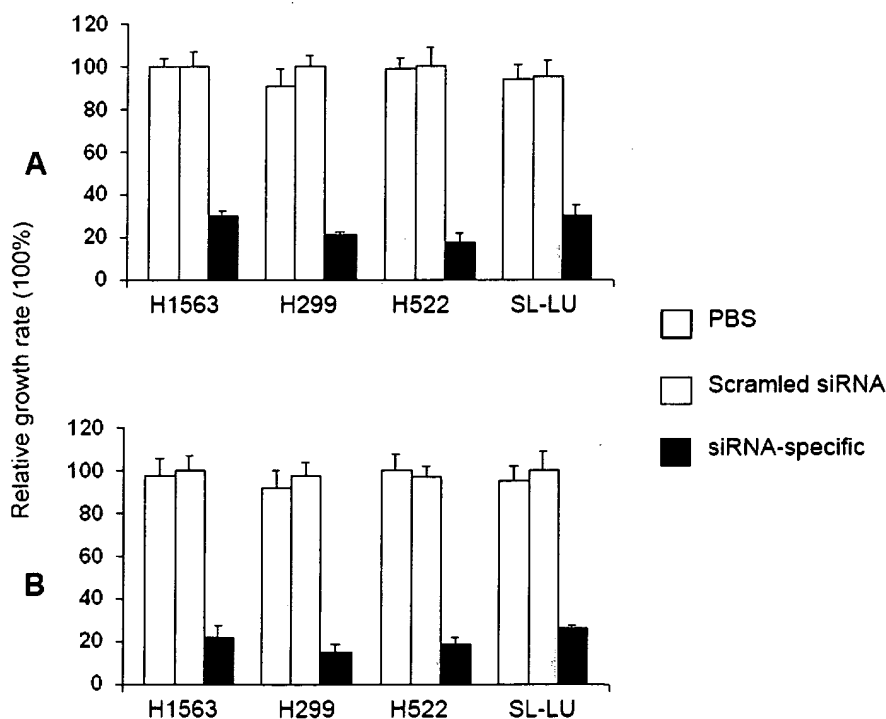 Relative growth rate (100%)
A
120
100
80
60
40
20
0
H1563 H299 H522 SL-LU
B
120
100
80
60
40
20
0
H1563 H299 H522 SL-LU
PBS
Scramled siRNA
siRNA-specific